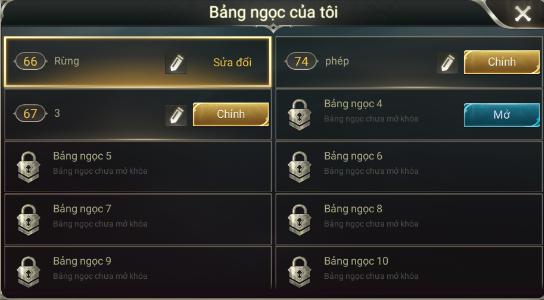 Bảng ngọc của tôi
66 Rừng Sửa đổi
74 phép Chỉnh
67 3 Chỉnh
Bảng ngọc 4
Bảng ngọc chưa mở khóa
Mở
Bảng ngọc 5
Bảng ngọc chưa mở khóa
Bảng ngọc 6
Bảng ngọc chưa mở khóa
Bảng ngọc 7
Bảng ngọc chưa mở khóa
Bảng ngọc 8
Bảng ngọc chưa mở khóa
Bảng ngọc 9
Bảng ngọc chưa mở khóa
Bảng ngọc 10
Bảng ngọc chưa mở khóa